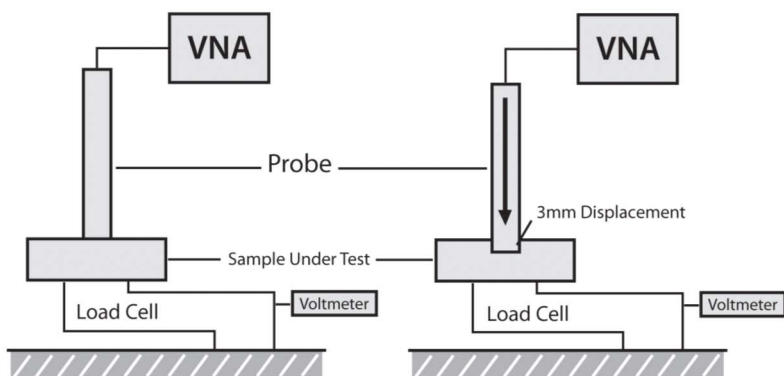 VNA
VNA
Probe
3mm Displacement
Sample Under Test
Load Cell
Voltmeter
Load Cell
Voltmeter